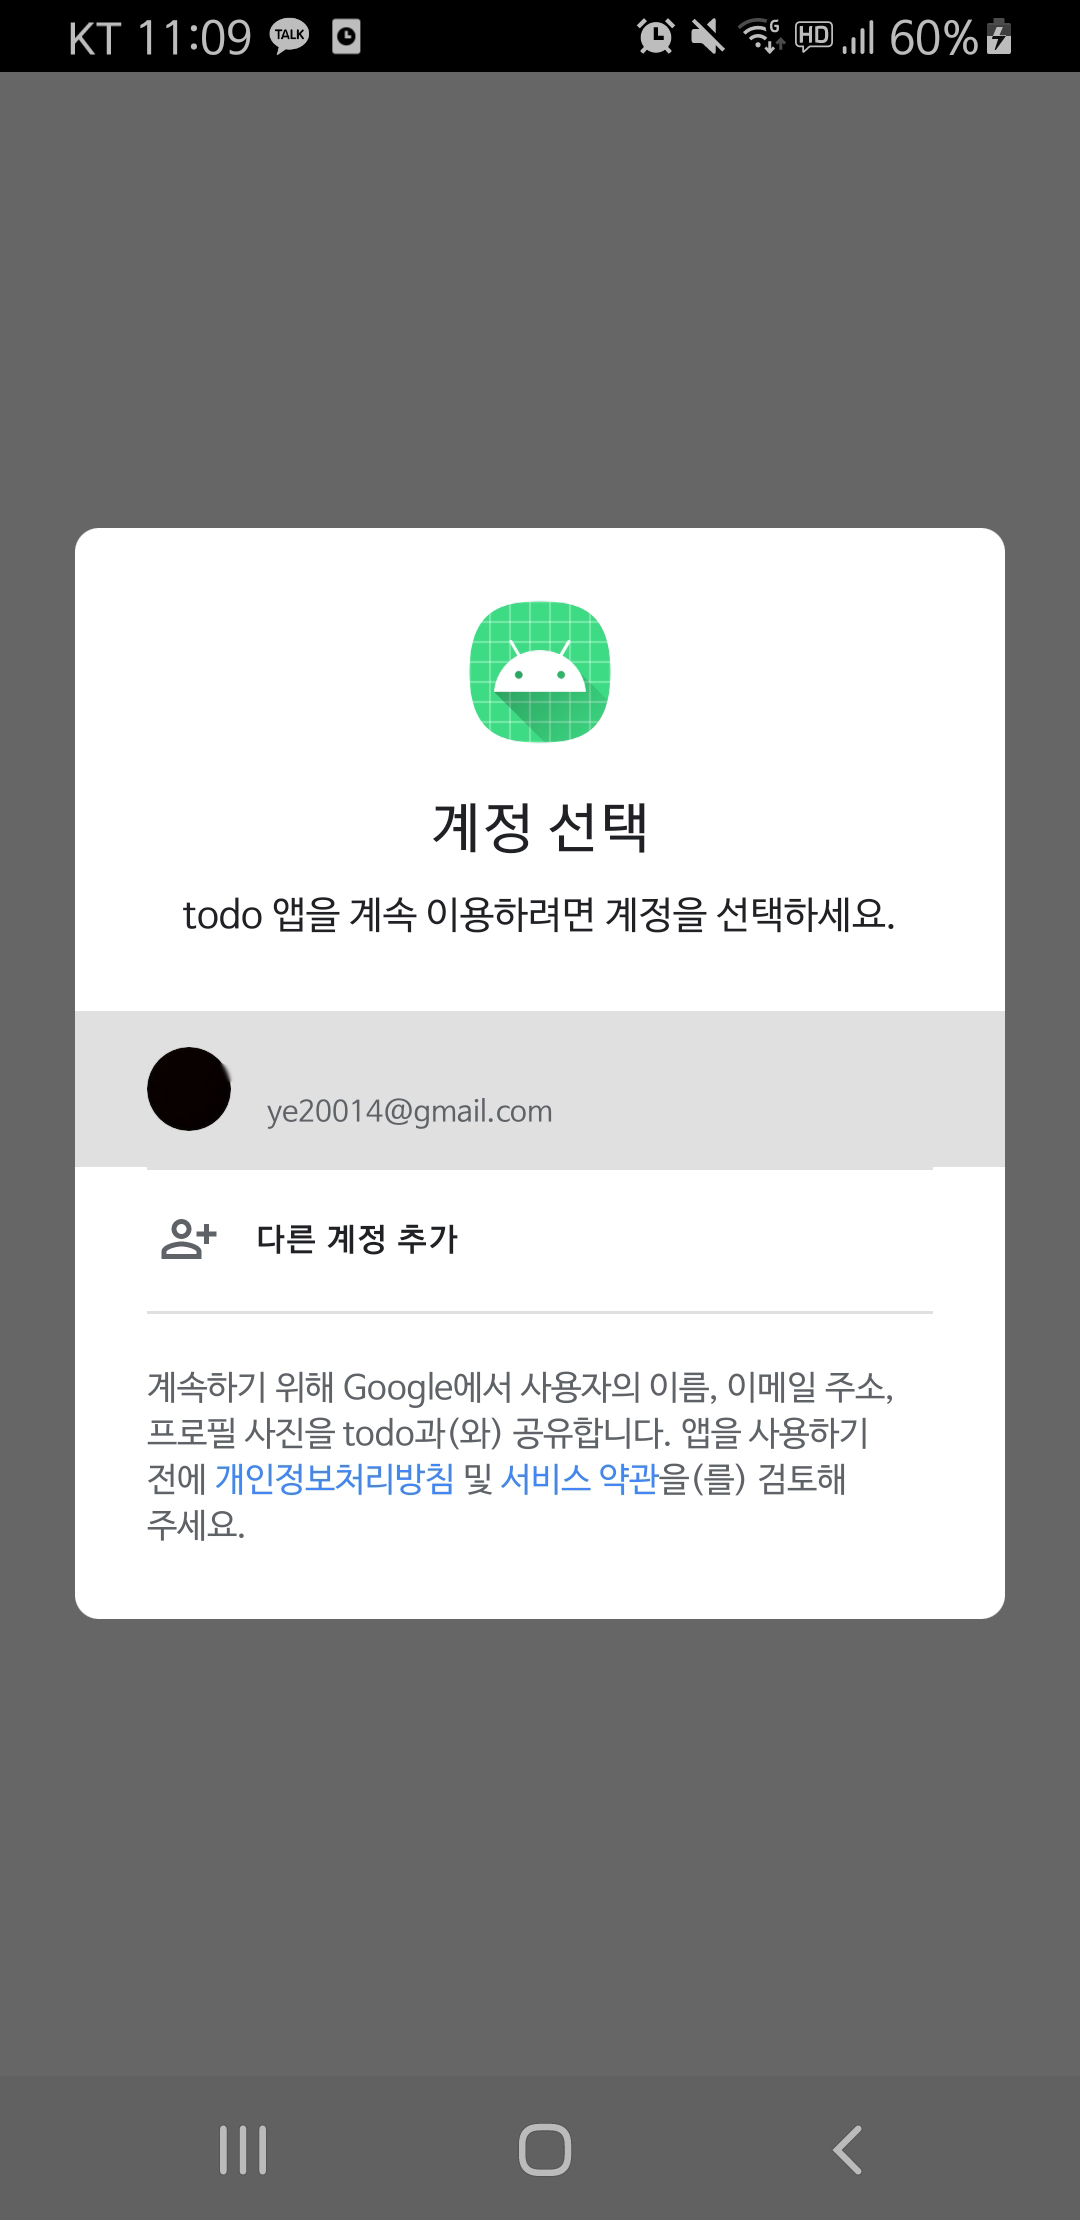 KT 11:09 TALK G HD 60%
계정 선택
todo 앱을 계속 이용하려면 계정을 선택하세요.
ye20014@gmail.com
다른 계정 추가
계속하기 위해 Google에서 사용자의 이름, 이메일 주소,
프로필 사진을 todo과(와) 공유합니다. 앱을 사용하기
전에 개인정보처리방침 및 서비스 약관을(를) 검토해
주세요.